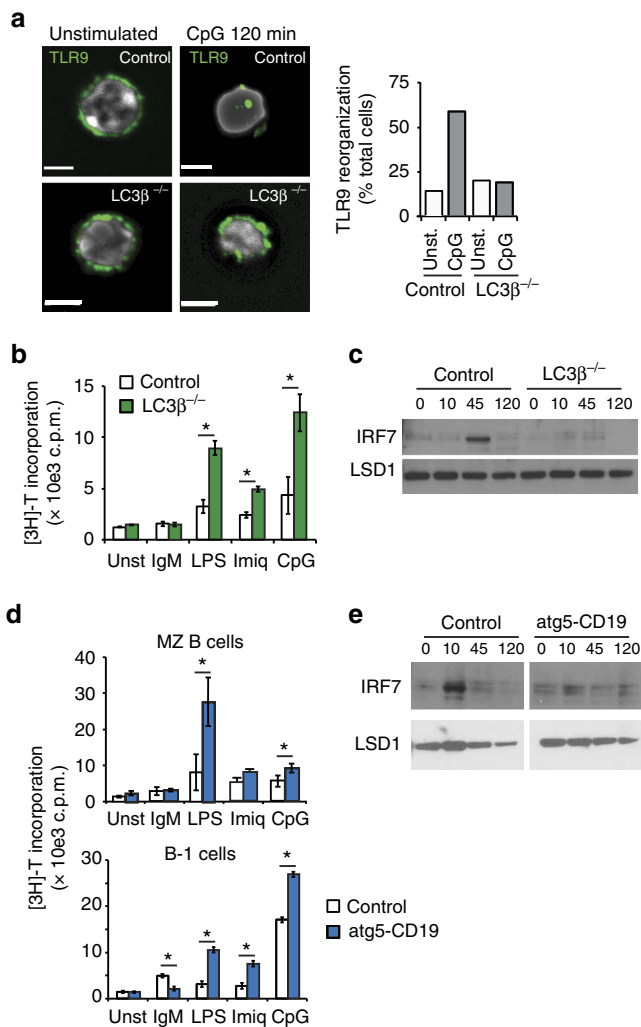 a
Unstimulated
CpG 120 min
TLR9 Control
TLR9 Control
LC3β⁻/⁻
LC3β⁻/⁻
TLR9 reorganization
(% total cells)
75
50
25
0
Unst.
CpG
Unst.
CpG
Control
LC3β⁻/⁻
b
[3H]-T incorporation
(× 10e3 c.p.m.)
Control
LC3β⁻/⁻
15
10
5
0
*
*
*
*
Unst IgM LPS Imiq CpG
c
Control
LC3β⁻/⁻
0 10 45 120 0 10 45 120
IRF7
LSD1
d
MZ B cells
[3H]-T incorporation
(× 10e3 c.p.m.)
40
30
20
10
0
*
*
Unst IgM LPS Imiq CpG
B-1 cells
30
20
10
0
*
*
*
*
Unst IgM LPS Imiq CpG
Control
atg5-CD19
e
Control
atg5-CD19
0 10 45 120 0 10 45 120
IRF7
LSD1